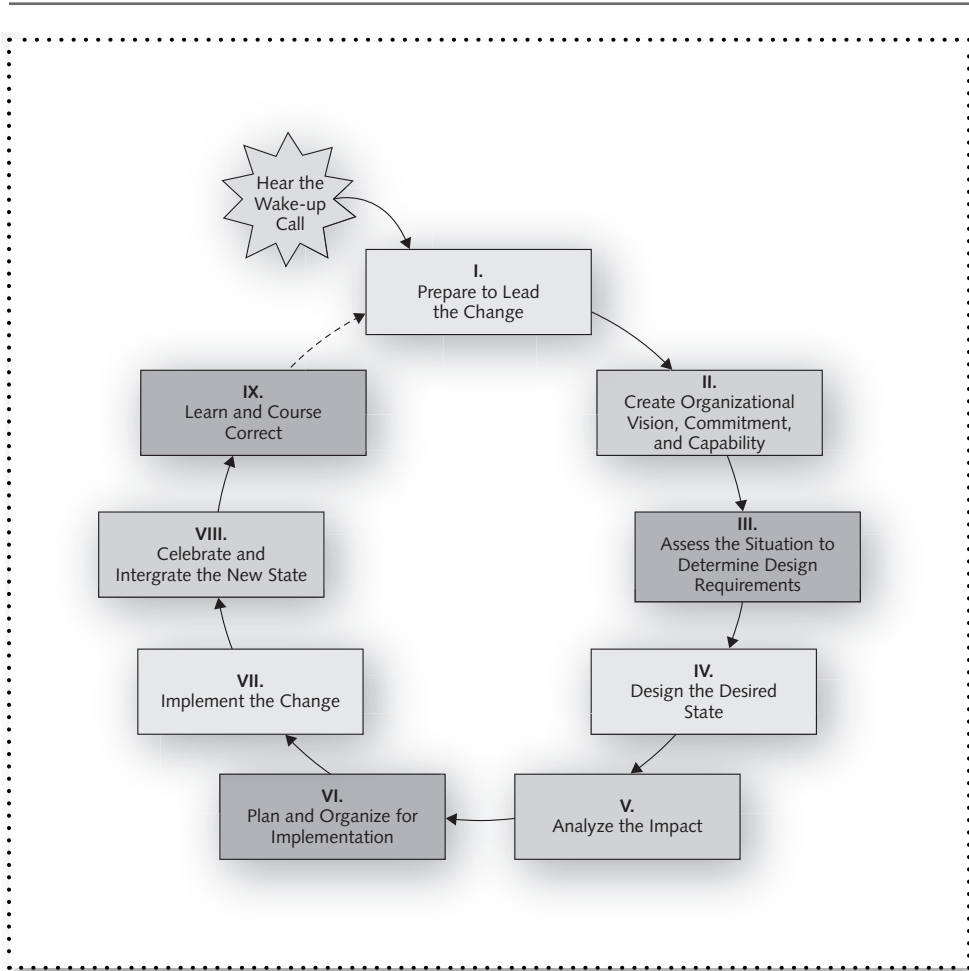 Hear the
Wake-up
Call
I.
Prepare to Lead
the Change
II.
Create Organizational
Vision, Commitment,
and Capability
III.
Assess the Situation to
Determine Design
Requirements
IV.
Design the Desired
State
V.
Analyze the Impact
VI.
Plan and Organize for
Implementation
VII.
Implement the Change
VIII.
Celebrate and
Intergrate the New State
IX.
Learn and Course
Correct